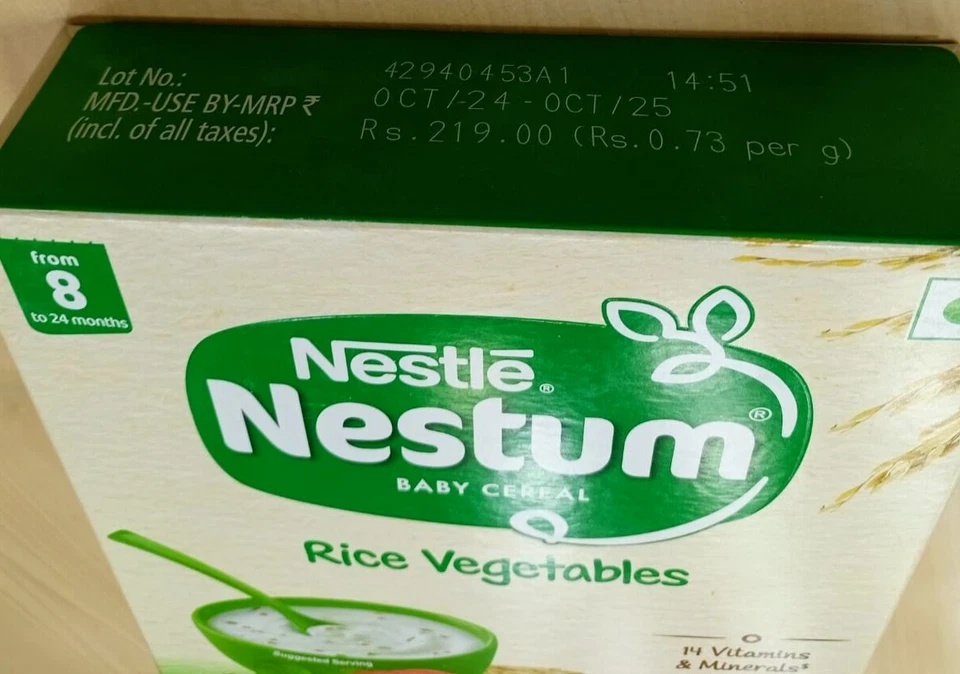 Lot No.: 42940453A1 14:51
MFD.-USE BY-MRP ₹ OCT/24-OCT/25
(incl. of all taxes): Rs.219.00 (Rs.0.73 per g)
from
8
to 24 months
Nestlé®
Nestum®
BABY CEREAL
Rice Vegetables
Suggested Serving
14 Vitamins
& Minerals$